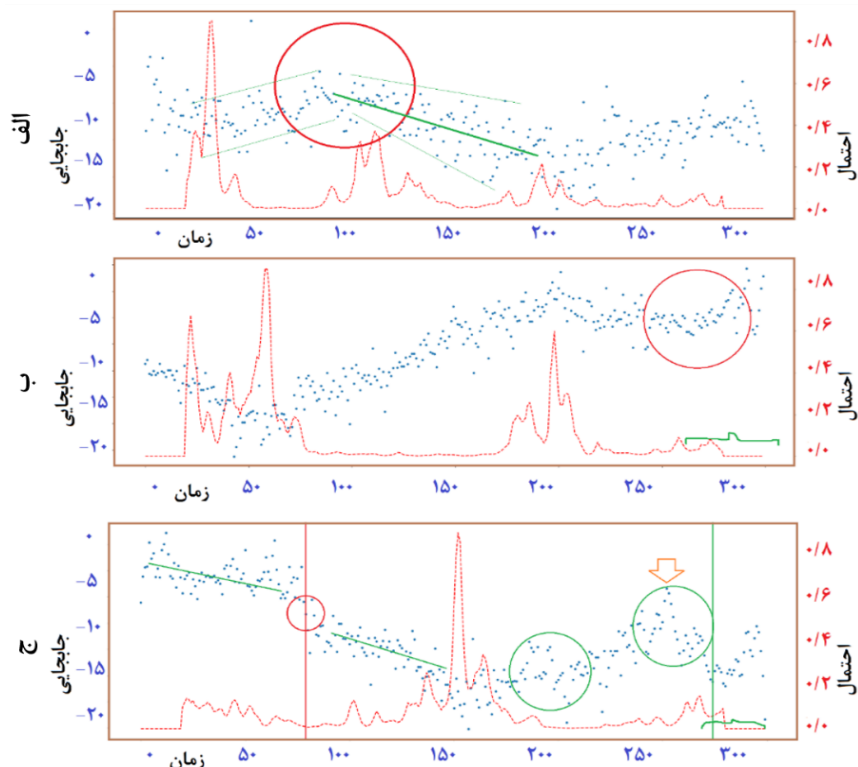 الف
جابجایی
۰
−۵
−۱۰
−۱۵
−۲۰
۰/۸
۰/۶
۰/۴
۰/۲
۰/۰
احتمال
۰ زمان ۵۰ ۱۰۰ ۱۵۰ ۲۰۰ ۲۵۰ ۳۰۰
ب
جابجایی
۰
−۵
−۱۰
−۱۵
−۲۰
۰/۸
۰/۶
۰/۴
۰/۲
۰/۰
احتمال
۰ زمان ۵۰ ۱۰۰ ۱۵۰ ۲۰۰ ۲۵۰ ۳۰۰
ج
جابجایی
۰
−۵
−۱۰
−۱۵
−۲۰
۰/۸
۰/۶
۰/۴
۰/۲
۰/۰
احتمال
۰ زمان ۵۰ ۱۰۰ ۱۵۰ ۲۰۰ ۲۵۰ ۳۰۰